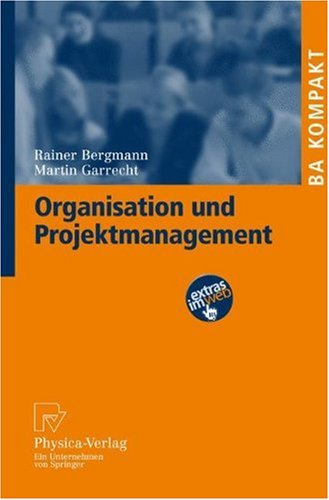 BA KOMPAKT
Rainer Bergmann
Martin Garrecht
Organisation und
Projektmanagement
extras
im web
Physica-Verlag
Ein Unternehmen
von Springer